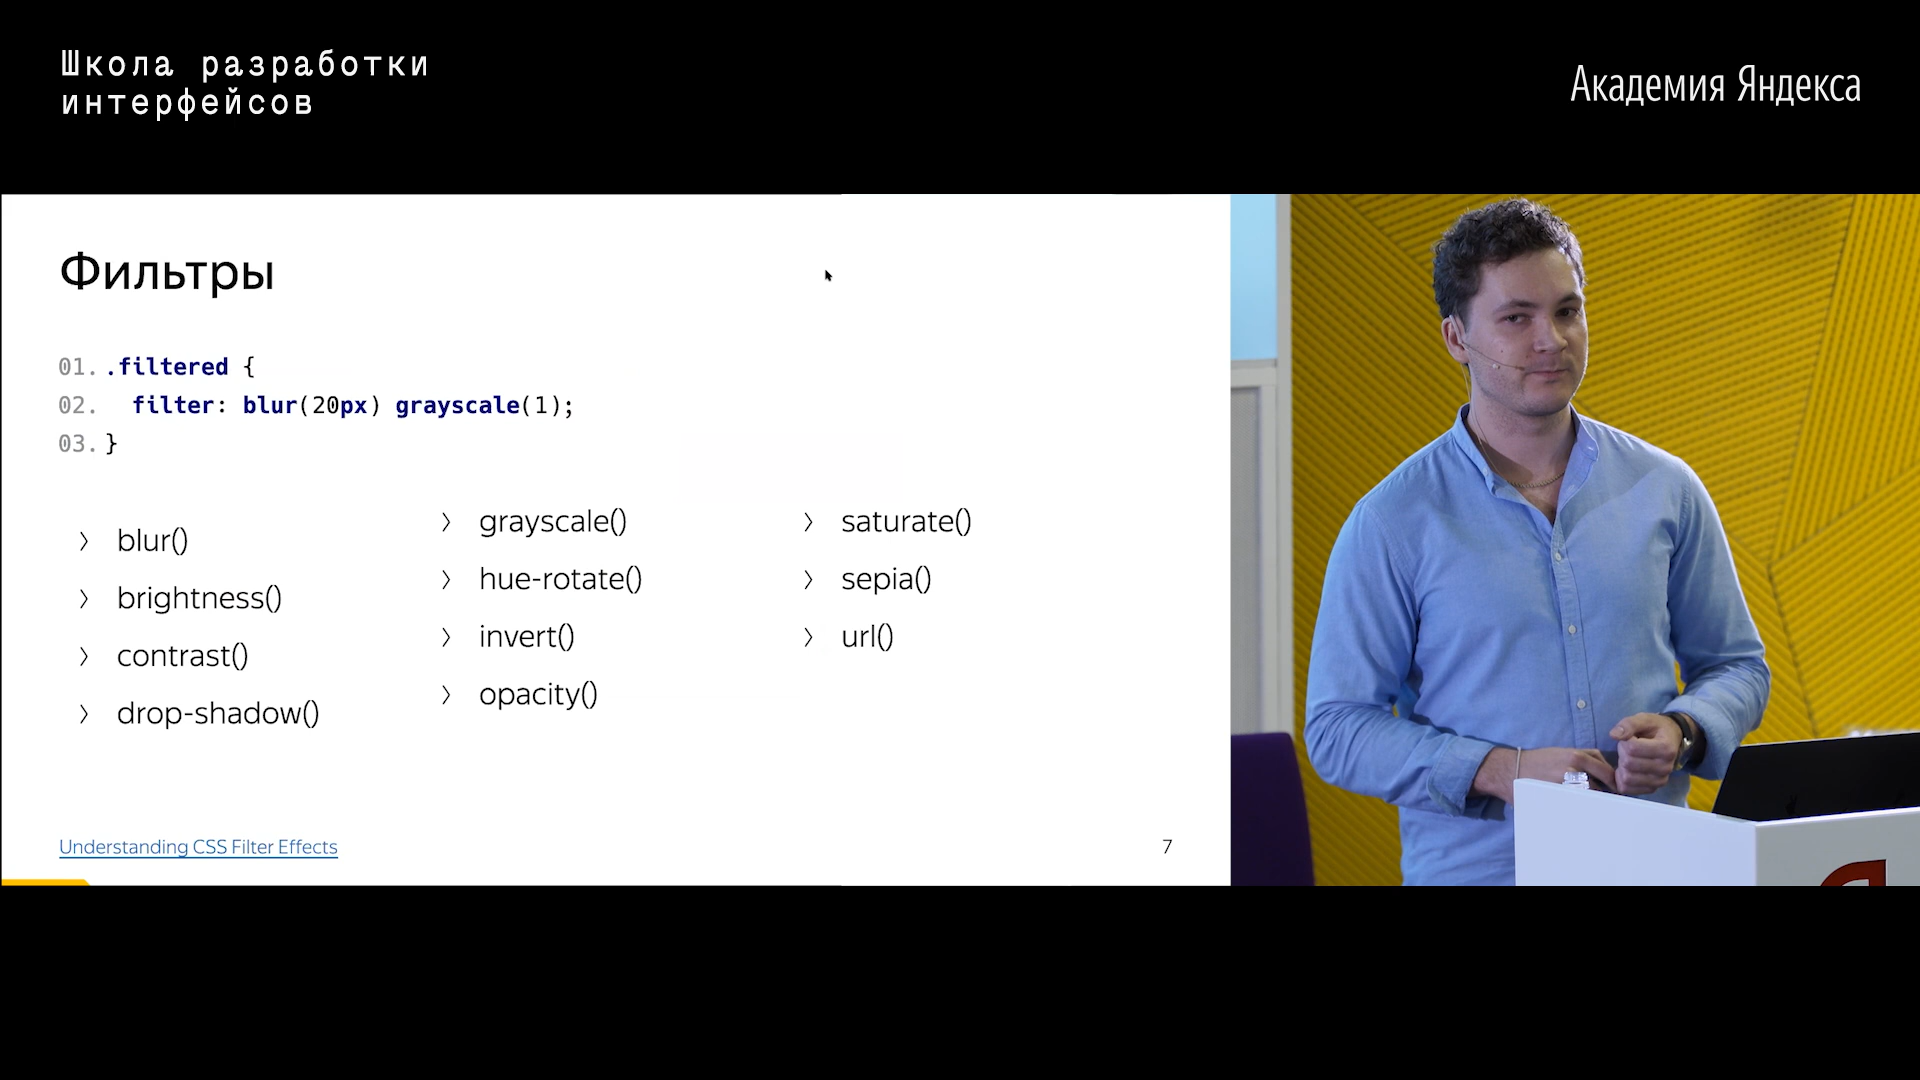 Школа разработки
интерфейсов
Академия Яндекса
Фильтры
01. .filtered {
02. filter: blur(20px) grayscale(1);
03. }
› blur()
› brightness()
› contrast()
› drop-shadow()
› grayscale()
› hue-rotate()
› invert()
› opacity()
› saturate()
› sepia()
› url()
Understanding CSS Filter Effects
7